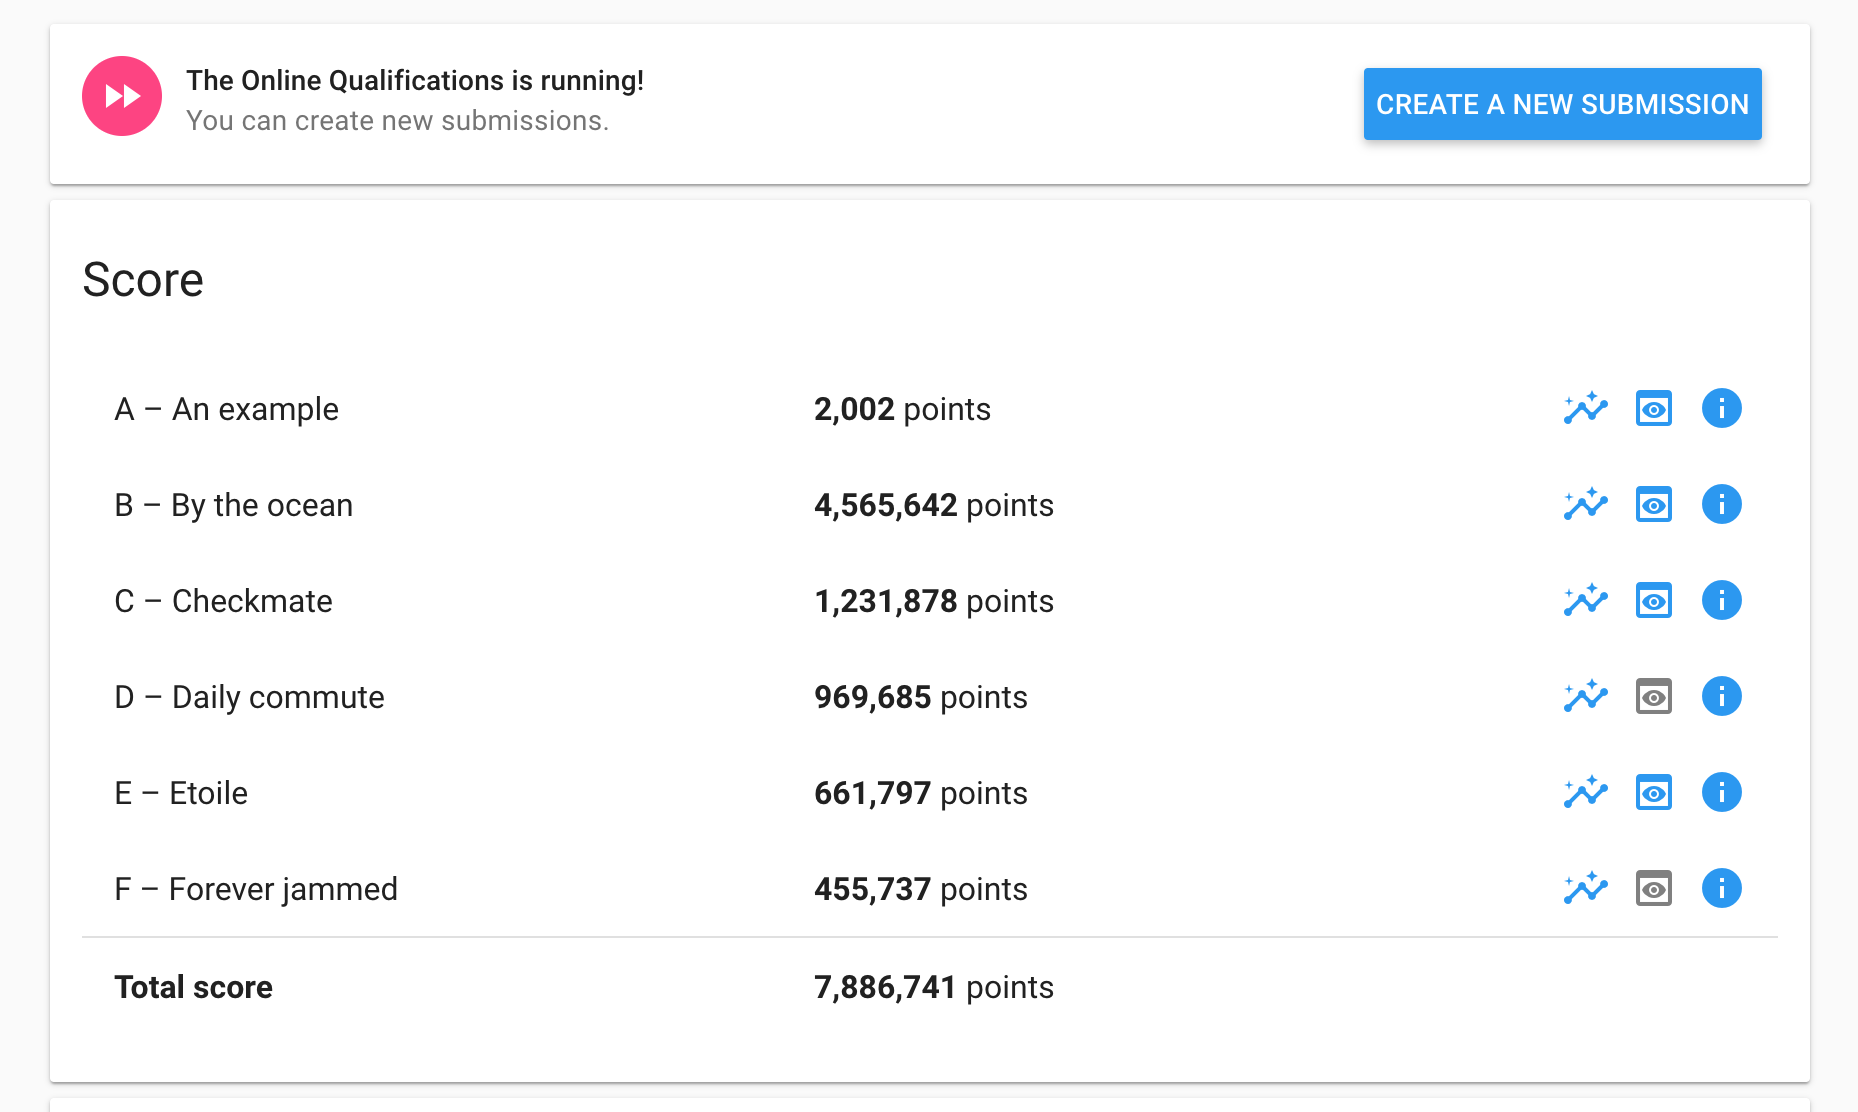 The Online Qualifications is running!
You can create new submissions.
CREATE A NEW SUBMISSION
Score
A – An example 2,002 points
B – By the ocean 4,565,642 points
C – Checkmate 1,231,878 points
D – Daily commute 969,685 points
E – Etoile 661,797 points
F – Forever jammed 455,737 points
Total score 7,886,741 points